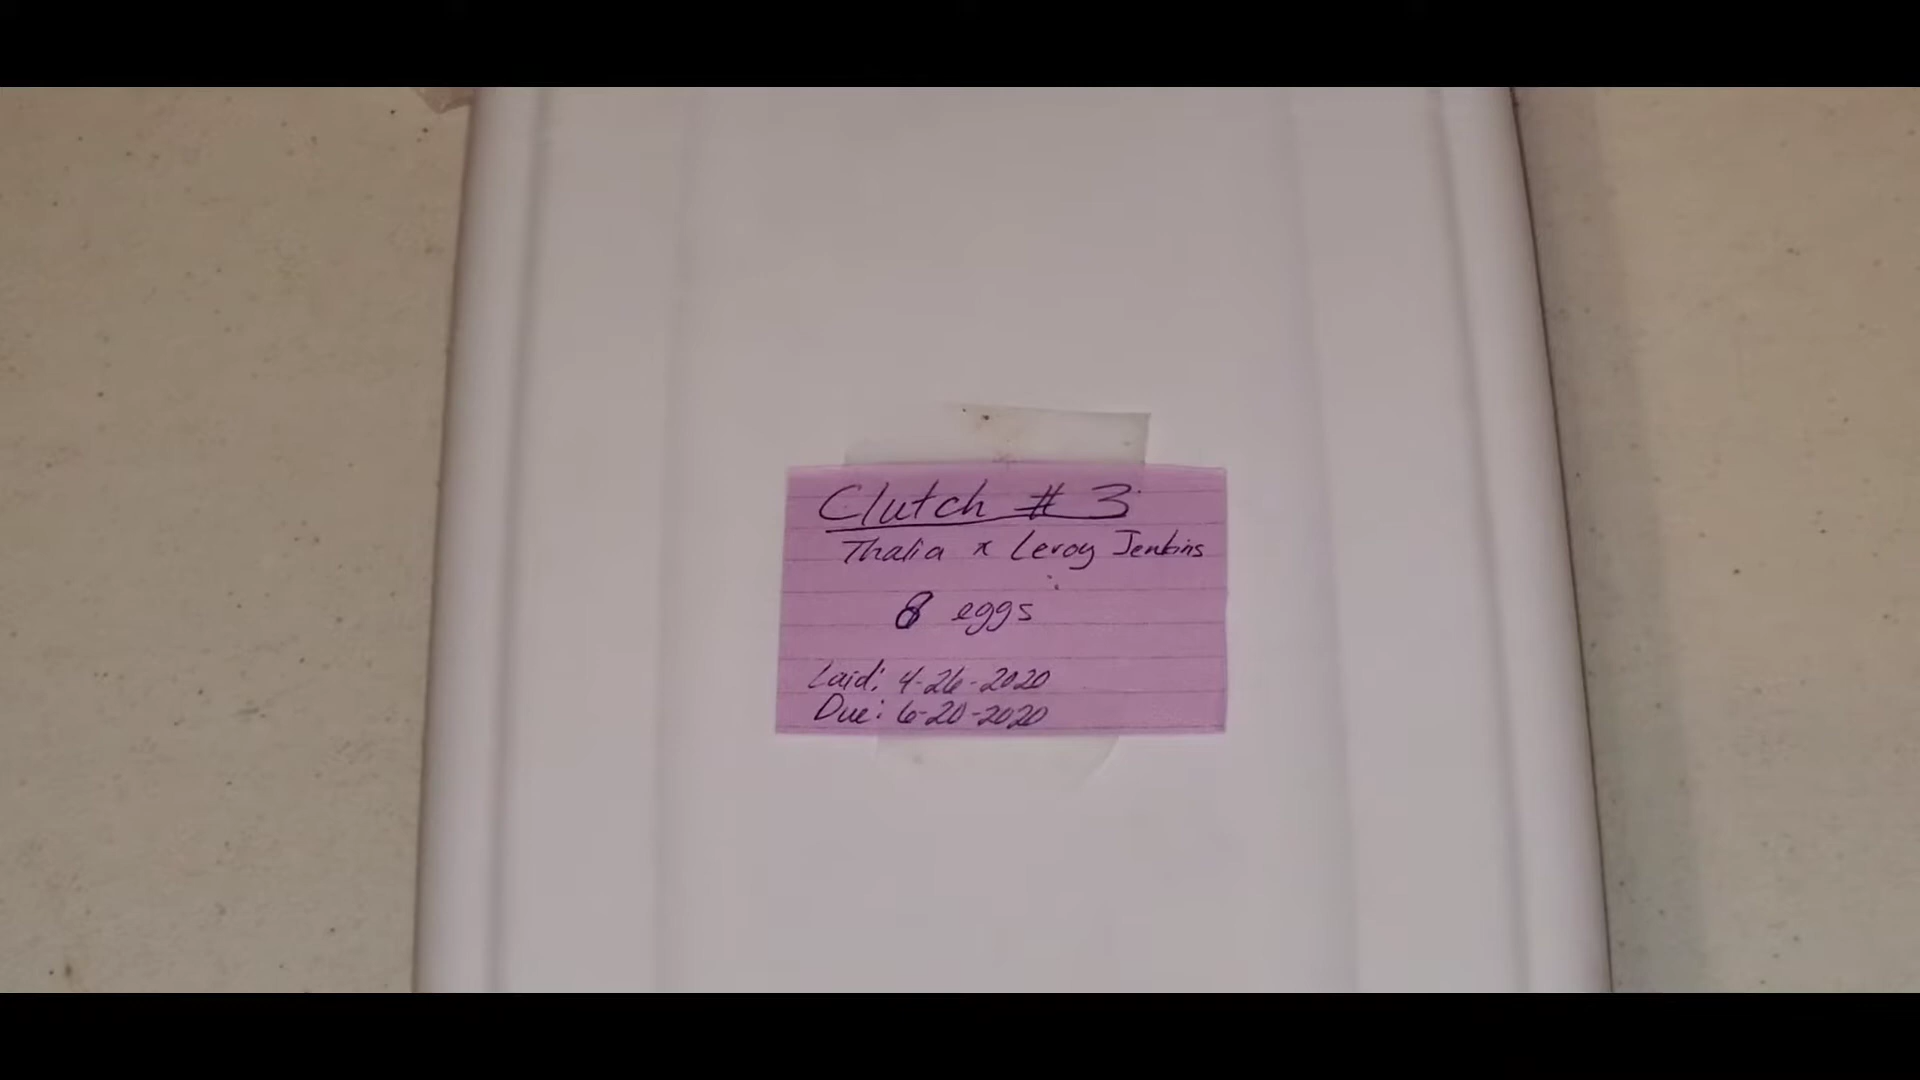 Clutch # 3
Thalia x Leroy Jenkins
8 eggs
Laid: 4-26-2020
Due: 6-20-2020